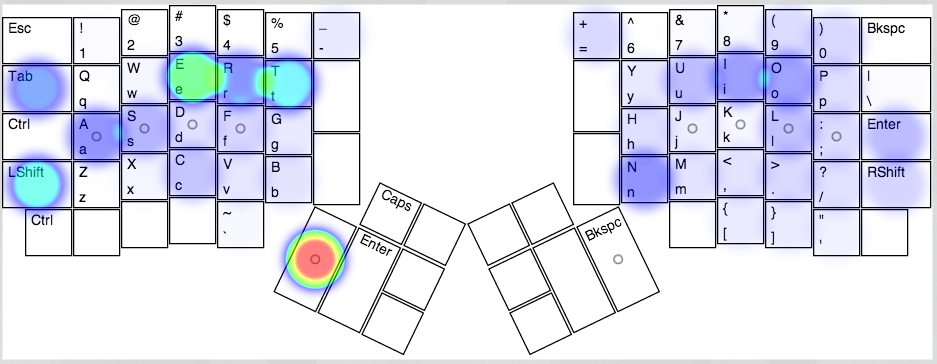 Esc ! 1 @ 2 # 3 $ 4 % 5 _ -
Tab Q q W w E e R r T t
Ctrl A a S s D d F f G g
LShift Z z X x C c V v B b
Ctrl ~ `
Caps
Enter
+ = ^ 6 & 7 * 8 ( 9 ) 0 Bkspc
Y y U u I i O o P p | \
H h J j K k L l : ; Enter
N n M m < , > . ? / RShift
{ [ } ] " '
Bkspc